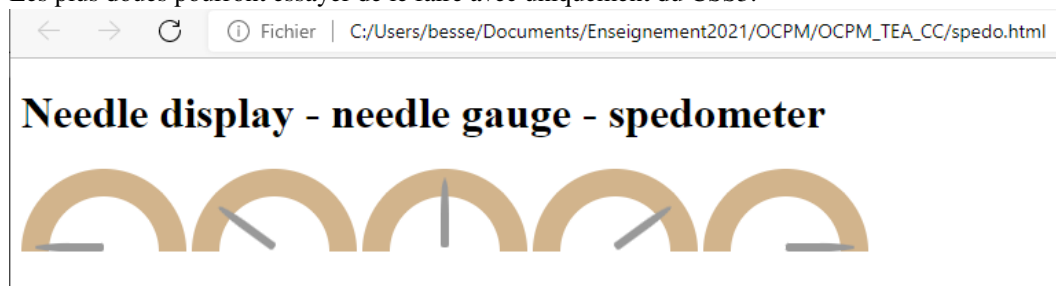 Les plus doués pourront essayer de le faire avec uniquement du CSS3.
Fichier | C:/Users/besse/Documents/Enseignement2021/OCPM/OCPM_TEA_CC/spedo.html
Needle display - needle gauge - spedometer